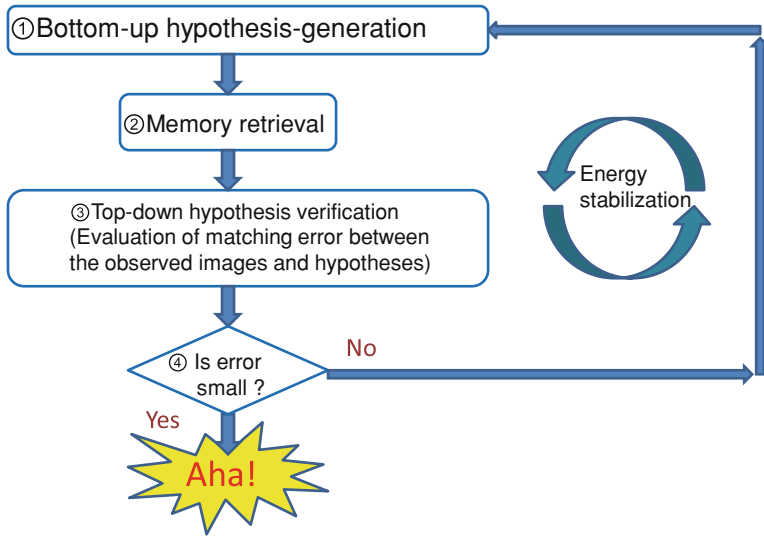 ①Bottom-up hypothesis-generation
②Memory retrieval
③Top-down hypothesis verification
(Evaluation of matching error between
the observed images and hypotheses)
Energy
stabilization
④ Is error
small ?
No
Yes
Aha!